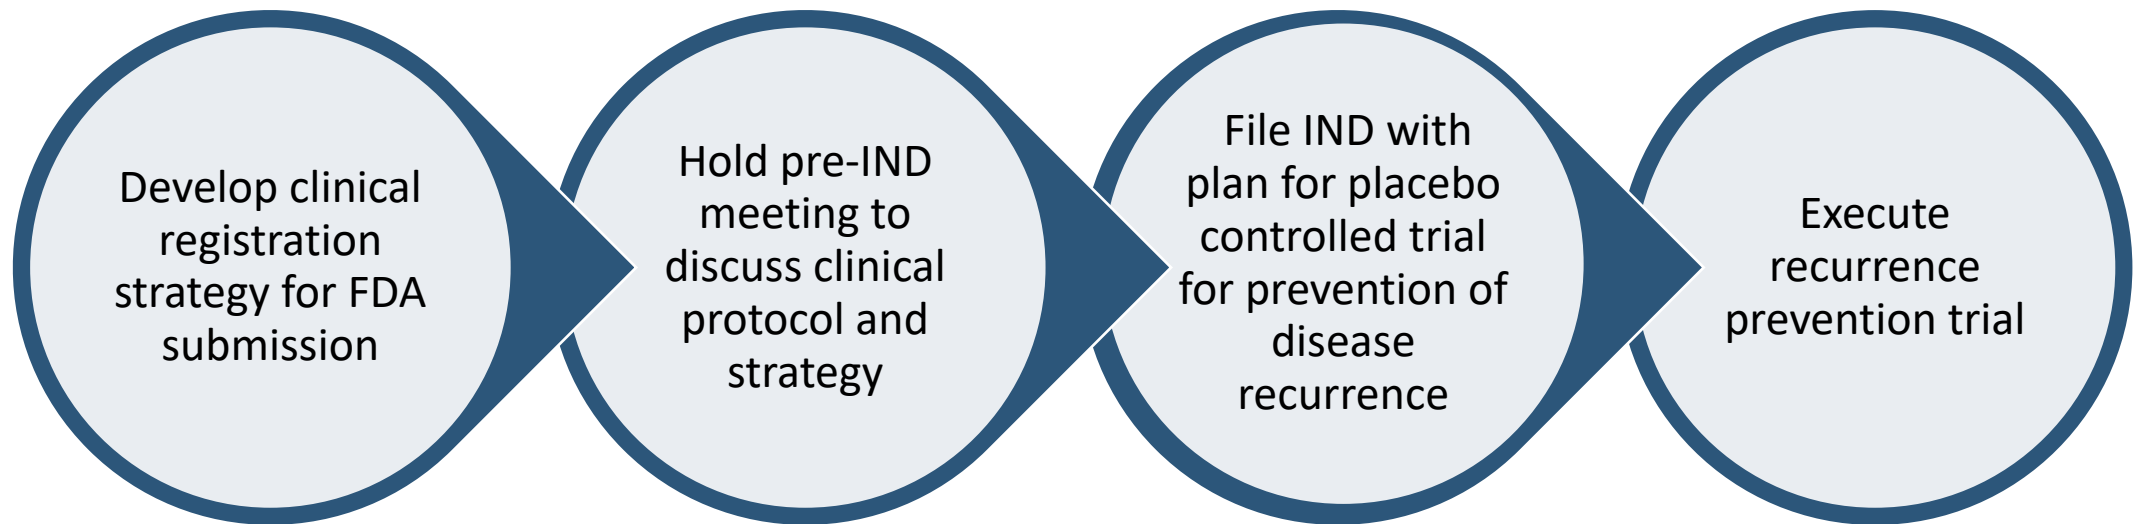 Develop clinical
registration
strategy for FDA
submission
Hold pre-IND
meeting to
discuss clinical
protocol and
strategy
File IND with
plan for placebo
controlled trial
for prevention of
disease
recurrence
Execute
recurrence
prevention trial